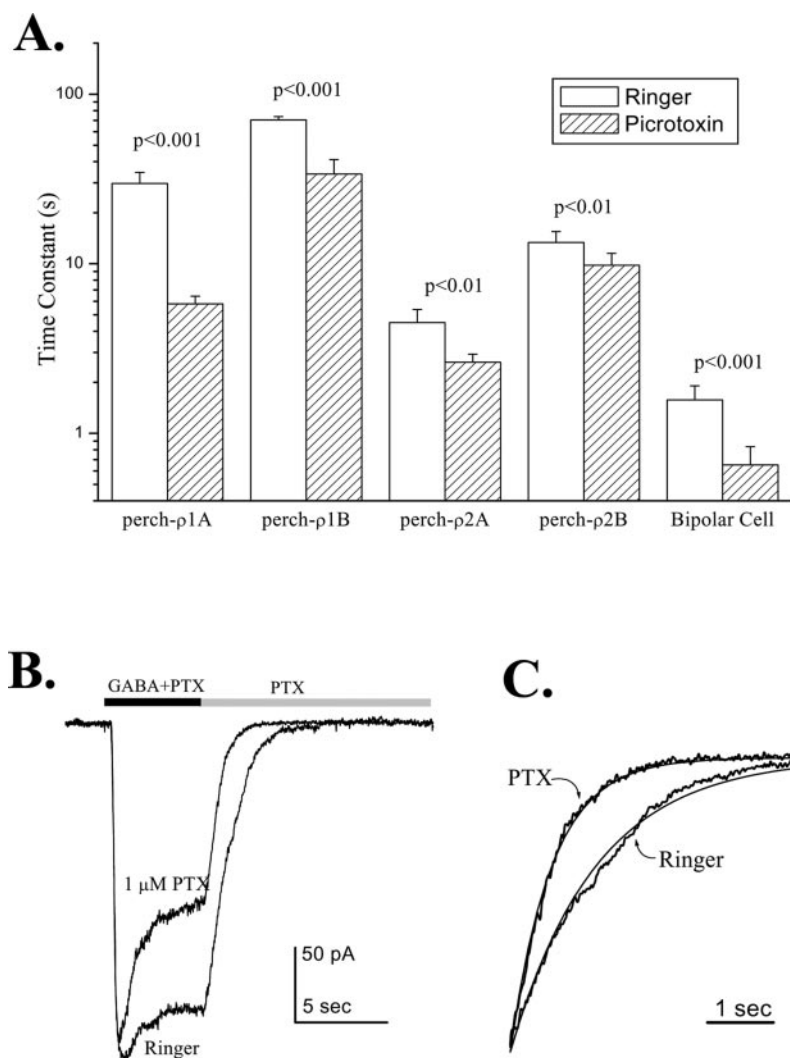 A.
100
10
1
Time Constant (s)
Ringer
Picrotoxin
p<0.001
p<0.001
p<0.01
p<0.01
p<0.001
perch-ρ1A
perch-ρ1B
perch-ρ2A
perch-ρ2B
Bipolar Cell
B.
GABA+PTX
PTX
1 μM PTX
Ringer
50 pA
5 sec
C.
PTX
Ringer
1 sec